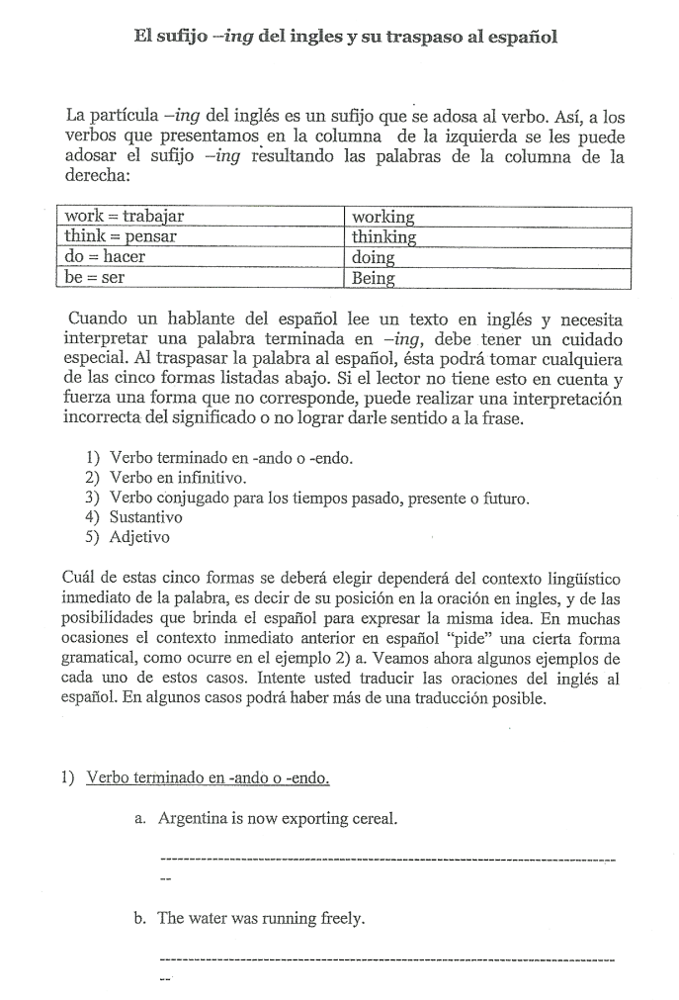 El sufijo –ing del ingles y su traspaso al español
La partícula –ing del inglés es un sufijo que se adosa al verbo. Así, a los
verbos que presentamos en la columna de la izquierda se les puede
adosar el sufijo –ing resultando las palabras de la columna de la
derecha:
work = trabajar working
think = pensar thinking
do = hacer doing
be = ser Being
Cuando un hablante del español lee un texto en inglés y necesita
interpretar una palabra terminada en –ing, debe tener un cuidado
especial. Al traspasar la palabra al español, ésta podrá tomar cualquiera
de las cinco formas listadas abajo. Si el lector no tiene esto en cuenta y
fuerza una forma que no corresponde, puede realizar una interpretación
incorrecta del significado o no lograr darle sentido a la frase.
1) Verbo terminado en -ando o -endo.
2) Verbo en infinitivo.
3) Verbo conjugado para los tiempos pasado, presente o futuro.
4) Sustantivo
5) Adjetivo
Cuál de estas cinco formas se deberá elegir dependerá del contexto lingüístico
inmediato de la palabra, es decir de su posición en la oración en ingles, y de las
posibilidades que brinda el español para expresar la misma idea. En muchas
ocasiones el contexto inmediato anterior en español “pide” una cierta forma
gramatical, como ocurre en el ejemplo 2) a. Veamos ahora algunos ejemplos de
cada uno de estos casos. Intente usted traducir las oraciones del inglés al
español. En algunos casos podrá haber más de una traducción posible.
1) Verbo terminado en -ando o -endo.
a. Argentina is now exporting cereal.
b. The water was running freely.